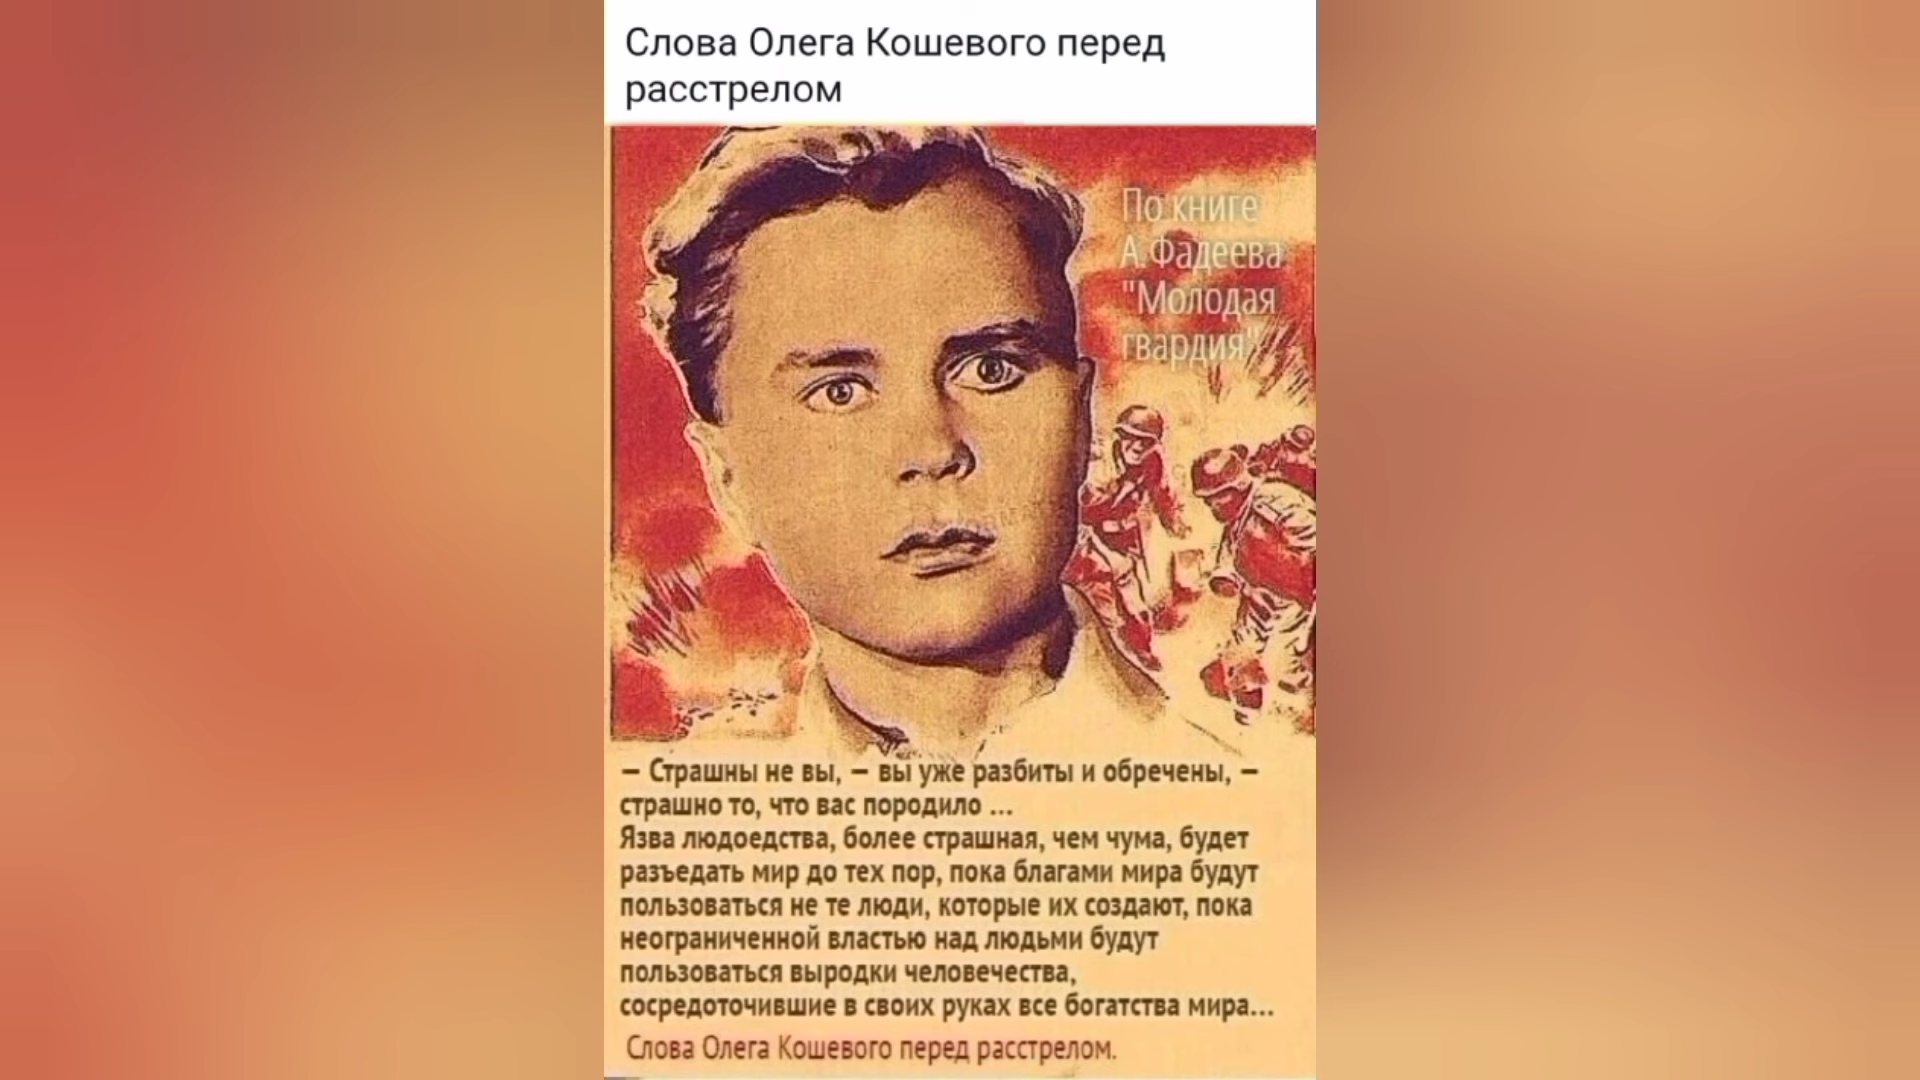 Слова Олега Кошевого перед
расстрелом
По книге
А.Фадеева
"Молодая
гвардия"
— Страшны не вы, — вы уже разбиты и обречены, —
страшно то, что вас породило ...
Язва людоедства, более страшная, чем чума, будет
разъедать мир до тех пор, пока благами мира будут
пользоваться не те люди, которые их создают, пока
неограниченной властью над людьми будут
пользоваться выродки человечества,
сосредоточившие в своих руках все богатства мира...
Слова Олега Кошевого перед расстрелом.